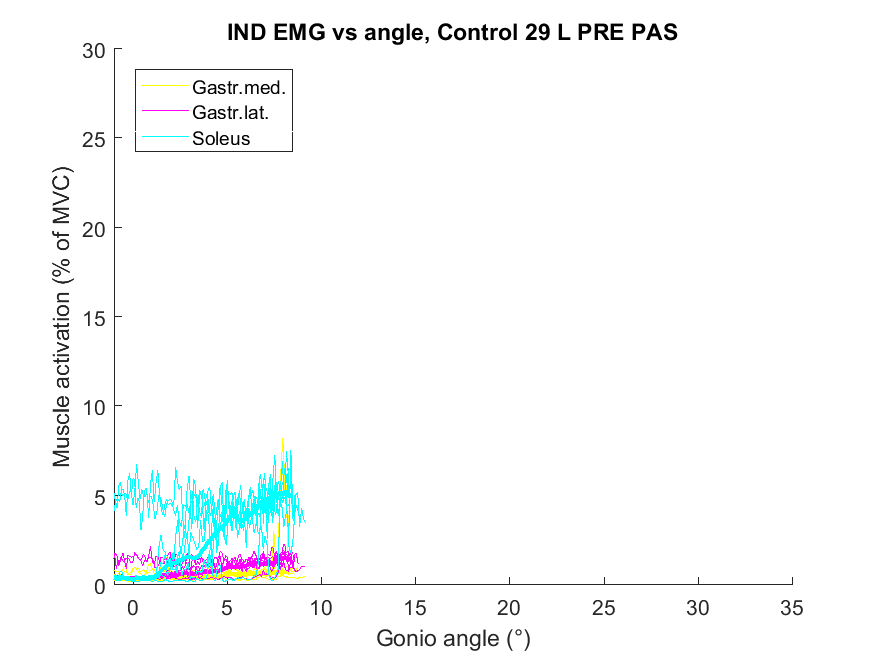 IND EMG vs angle, Control 29 L PRE PAS
30
25
20
15
10
5
0
Muscle activation (% of MVC)
Gastr.med.
Gastr.lat.
Soleus
0 5 10 15 20 25 30 35
Gonio angle (°)